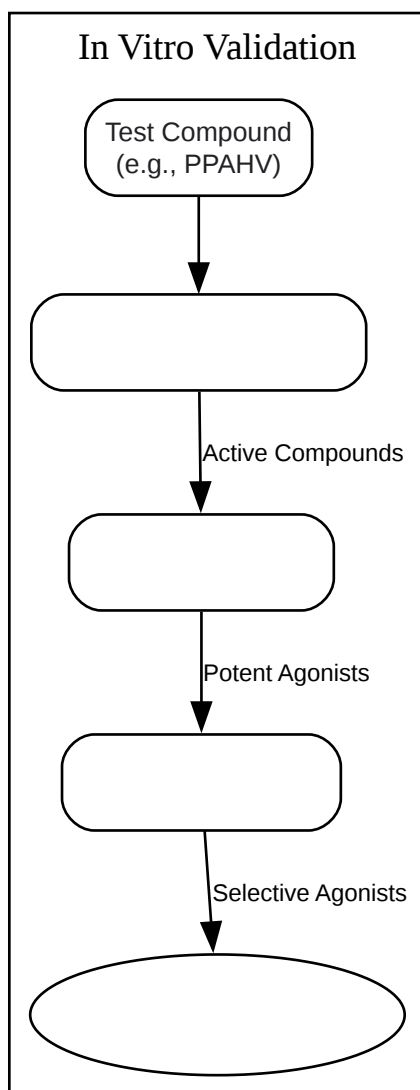 In Vitro Validation
Test Compound
(e.g., PPAHV)
Active Compounds
Potent Agonists
Selective Agonists